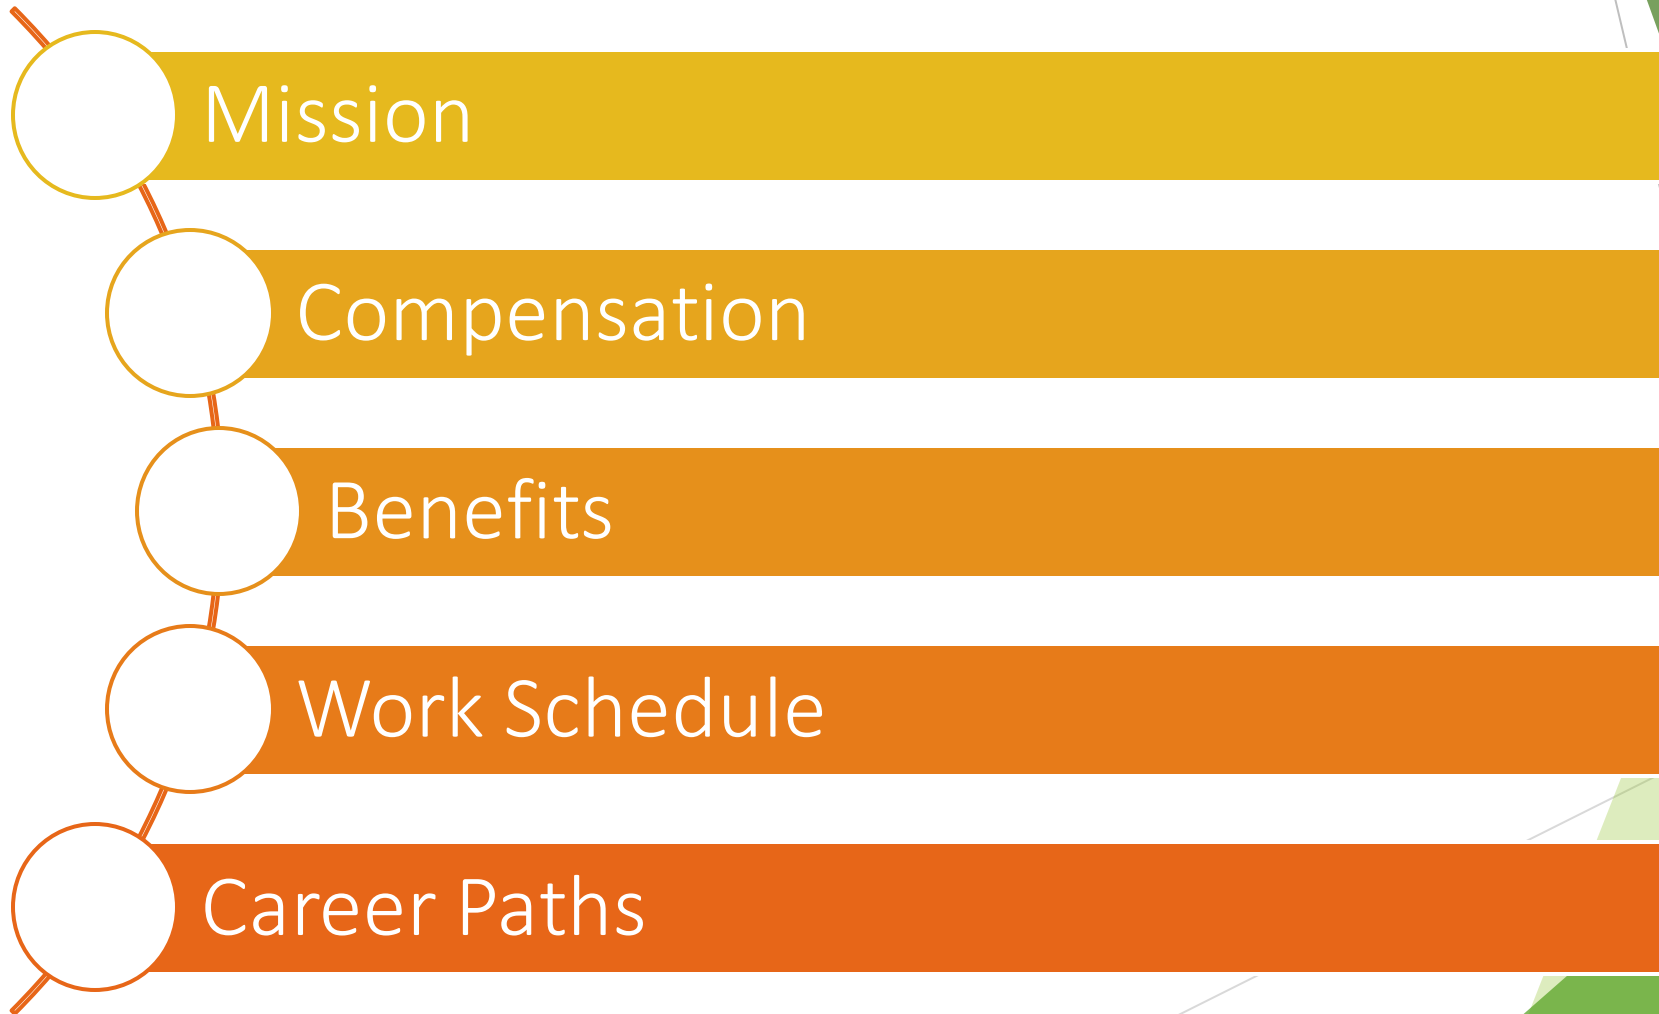 Mission
Compensation
Benefits
Work Schedule
Career Paths